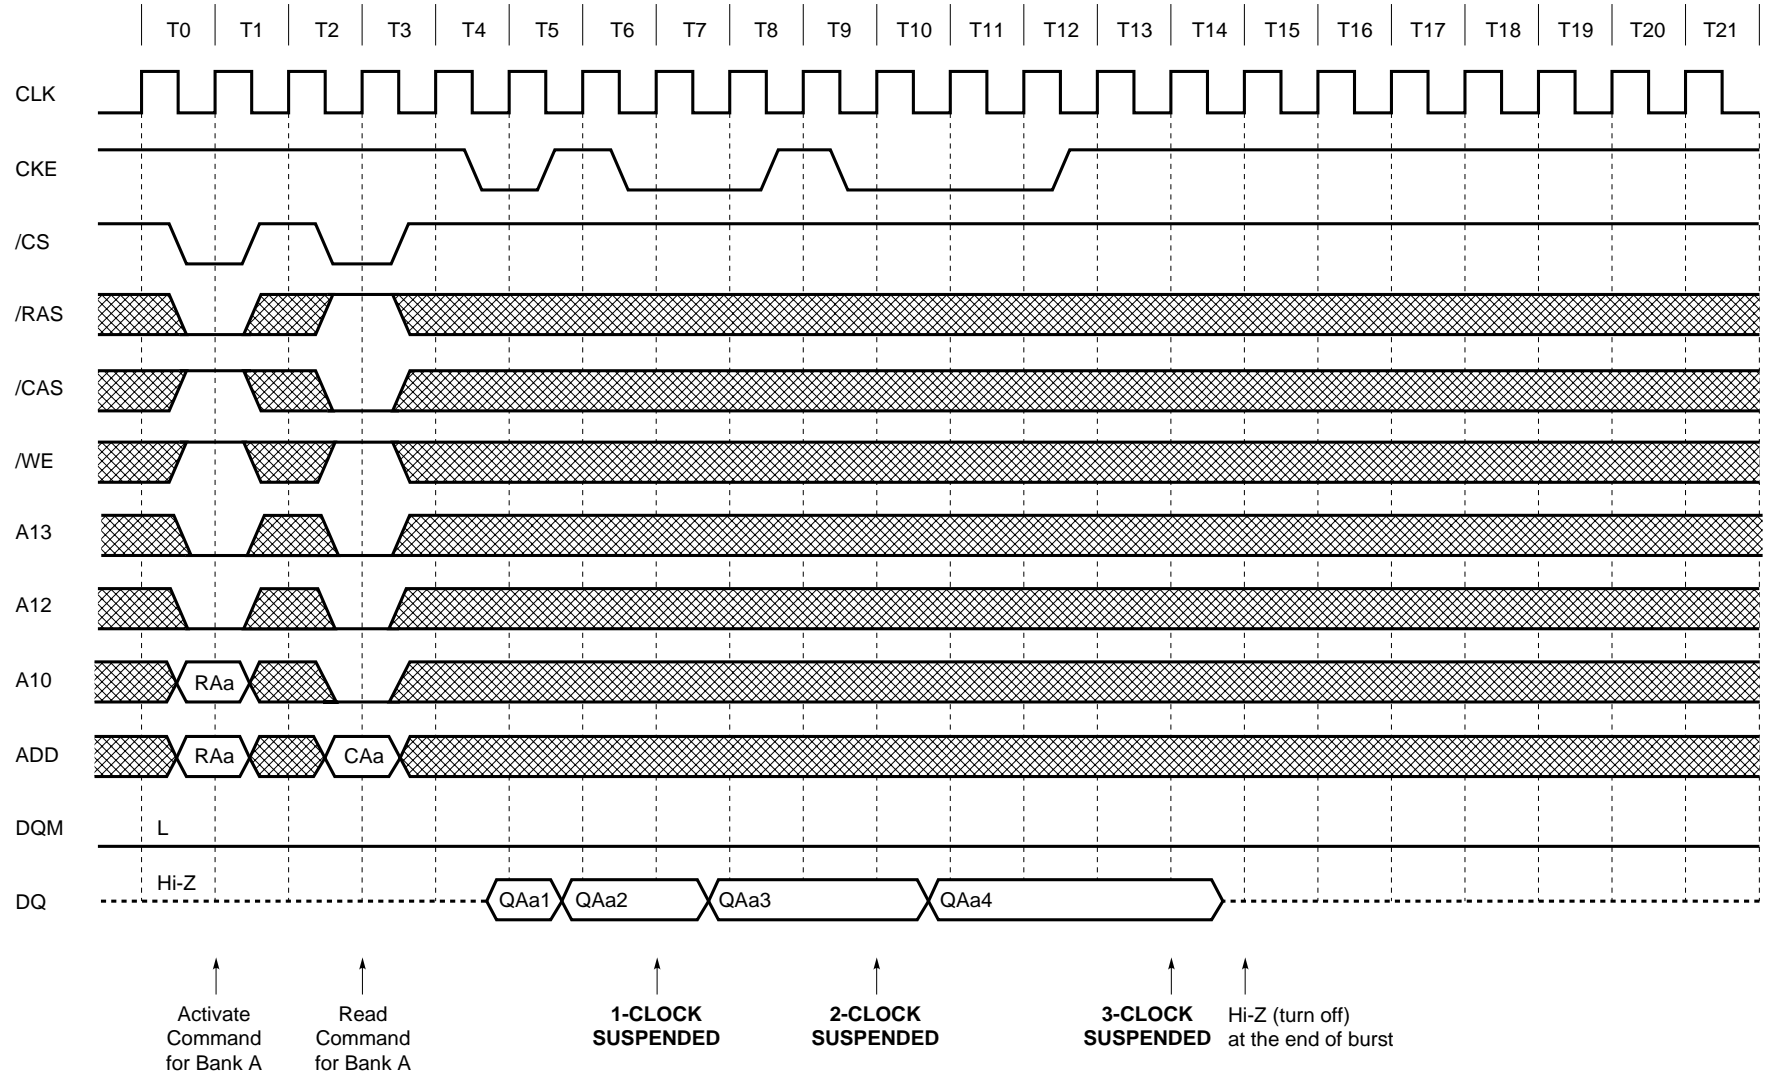 T0 T1 T2 T3 T4 T5 T6 T7 T8 T9 T10 T11 T12 T13 T14 T15 T16 T17 T18 T19 T20 T21
CLK
CKE
/CS
/RAS
/CAS
/WE
A13
A12
A10 RAa
ADD RAa CAa
DQM L
DQ Hi-Z QAa1 QAa2 QAa3 QAa4
Activate
Command
for Bank A
Read
Command
for Bank A
1-CLOCK
SUSPENDED
2-CLOCK
SUSPENDED
3-CLOCK
SUSPENDED
Hi-Z (turn off)
at the end of burst